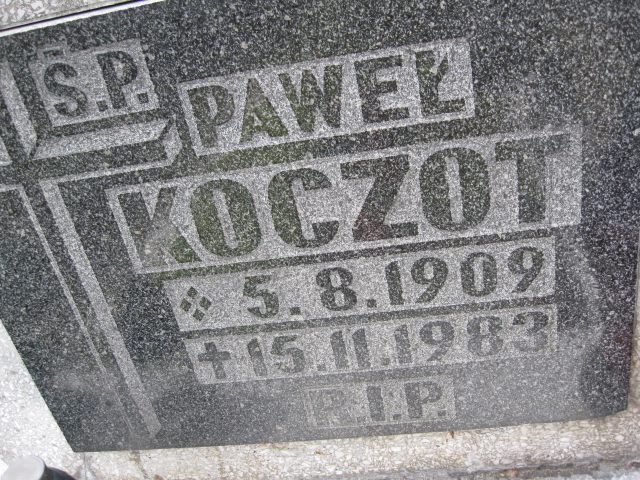 Ś.P.
PAWEŁ
KOCZOT
5.8.1909
✝15.11.1983
R.I.P.